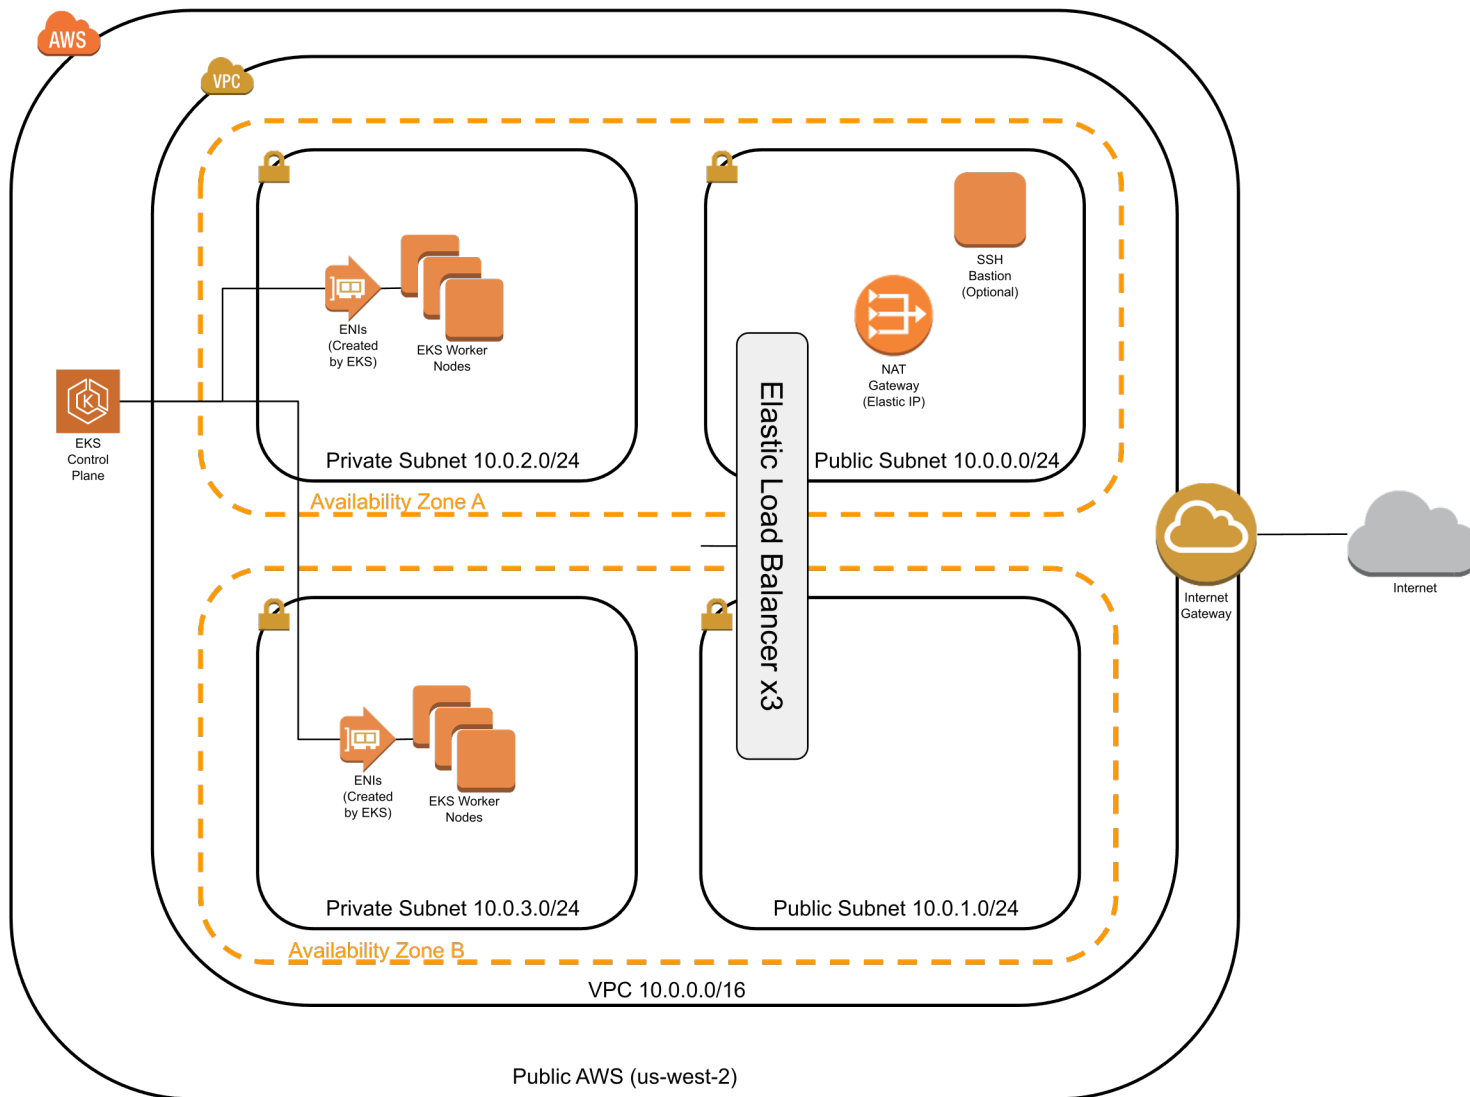 AWS
VPC
SSH
Bastion
(Optional)
ENIs
(Created
by EKS)
EKS Worker
Nodes
NAT
Gateway
(Elastic IP)
EKS
Control
Plane
K
Private Subnet 10.0.2.0/24
Public Subnet 10.0.0.0/24
Availability Zone A
Elastic Load Balancer x3
Internet
Gateway
Internet
ENIs
(Created
by EKS)
EKS Worker
Nodes
Private Subnet 10.0.3.0/24
Public Subnet 10.0.1.0/24
Availability Zone B
VPC 10.0.0.0/16
Public AWS (us-west-2)